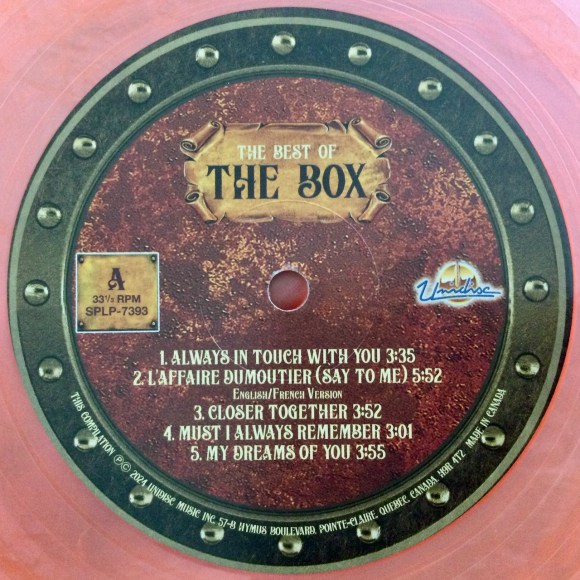 THE BEST OF
THE BOX
A
33⅓ RPM
SPLP-7393
Unidisc
1. ALWAYS IN TOUCH WITH YOU 3:35
2. L'AFFAIRE DUMOUTIER (SAY TO ME) 5:52
ENGLISH/FRENCH VERSION
3. CLOSER TOGETHER 3:52
4. MUST I ALWAYS REMEMBER 3:01
5. MY DREAMS OF YOU 3:55
THIS COMPILATION ℗© 2024 UNIDISC MUSIC INC. 57-B HYMUS BOULEVARD, POINTE-CLAIRE, QUEBEC, CANADA, H9R 4T2 MADE IN CANADA